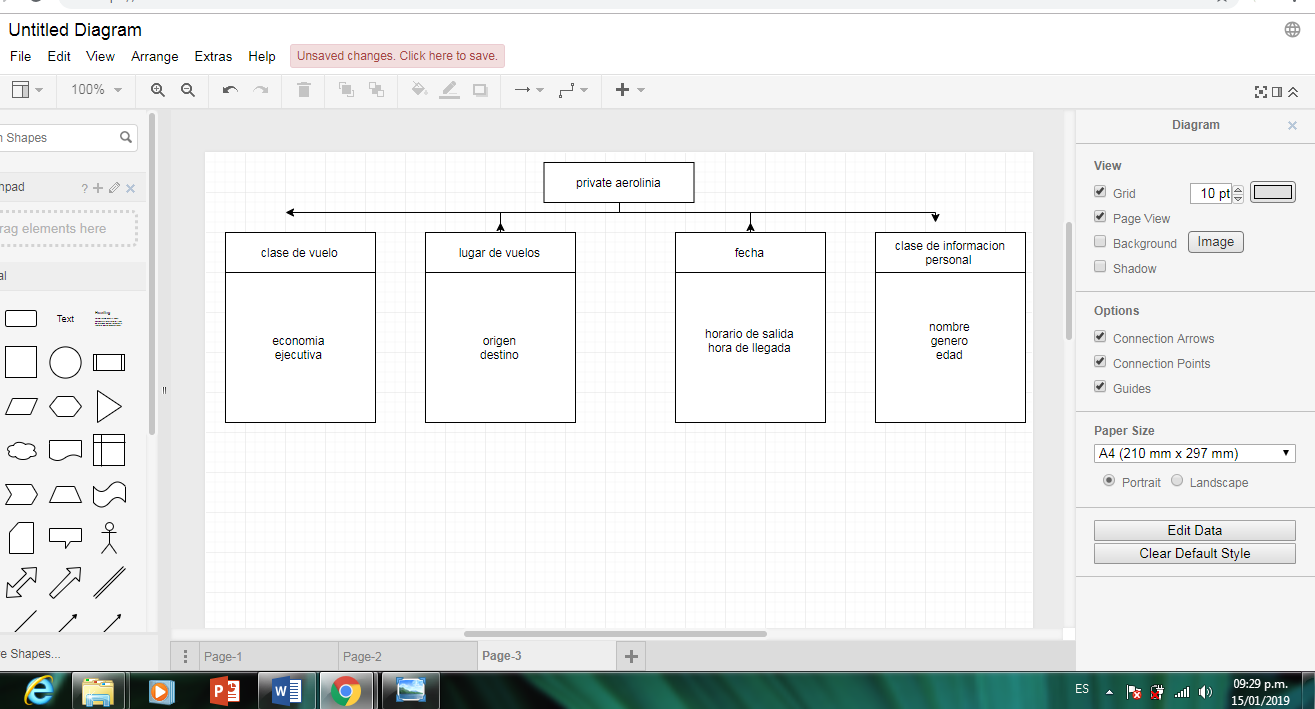 Untitled Diagram
File Edit View Arrange Extras Help Unsaved changes. Click here to save.
100%
Shapes
?
rag elements here
Text
Heading
re Shapes...
private aerolinia
clase de vuelo
economia
ejecutiva
lugar de vuelos
origen
destino
fecha
horario de salida
hora de llegada
clase de informacion
personal
nombre
genero
edad
Page-1 Page-2 Page-3
Diagram
View
Grid 10 pt
Page View
Background Image
Shadow
Options
Connection Arrows
Connection Points
Guides
Paper Size
A4 (210 mm x 297 mm)
Portrait Landscape
Edit Data
Clear Default Style
ES
09:29 p.m.
15/01/2019